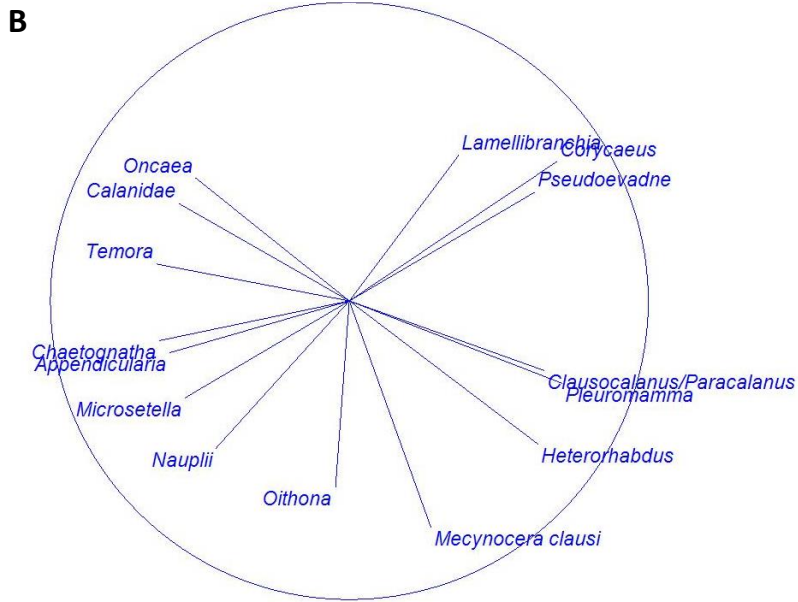 B
Lamellibranchia
Corycaeus
Oncaea
Pseudoevadne
Calanidae
Temora
Chaetognatha
Appendicularia
Clausocalanus/Paracalanus
Pleuromamma
Microsetella
Nauplii
Heterorhabdus
Oithona
Mecynocera clausi